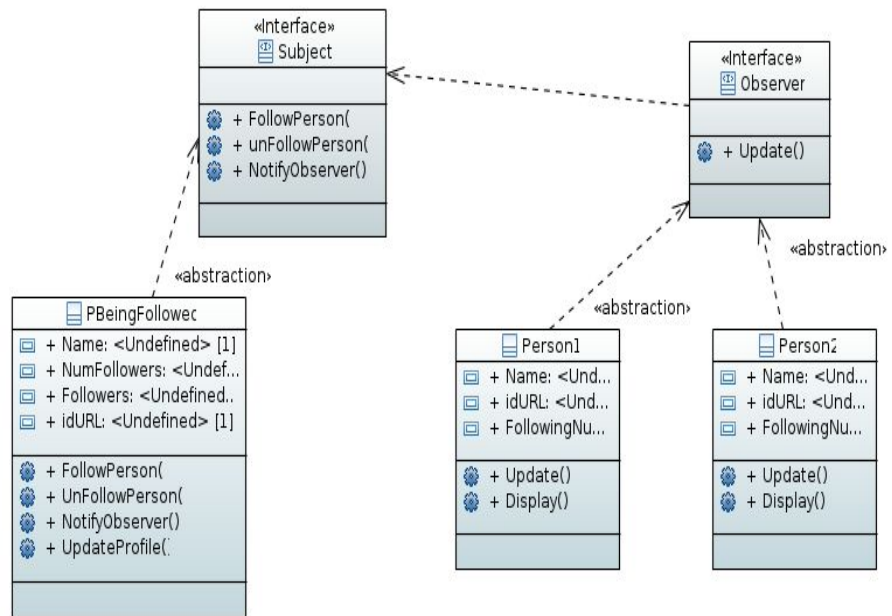 «Interface»
Subject
+ FollowPerson(
+ unFollowPerson(
+ NotifyObserver()
«Interface»
Observer
+ Update()
«abstraction»
«abstraction»
«abstraction»
PBeingFollowec
+ Name: <Undefined> [1]
+ NumFollowers: <Undef...
+ Followers: <Undefined..
+ idURL: <Undefined> [1]
+ FollowPerson(
+ UnFollowPerson(
+ NotifyObserver()
+ UpdateProfile(
Person1
+ Name: <Und...
+ idURL: <Und...
+ FollowingNu...
+ Update()
+ Display()
Person2
+ Name: <Und...
+ idURL: <Und...
+ FollowingNu...
+ Update()
+ Display()